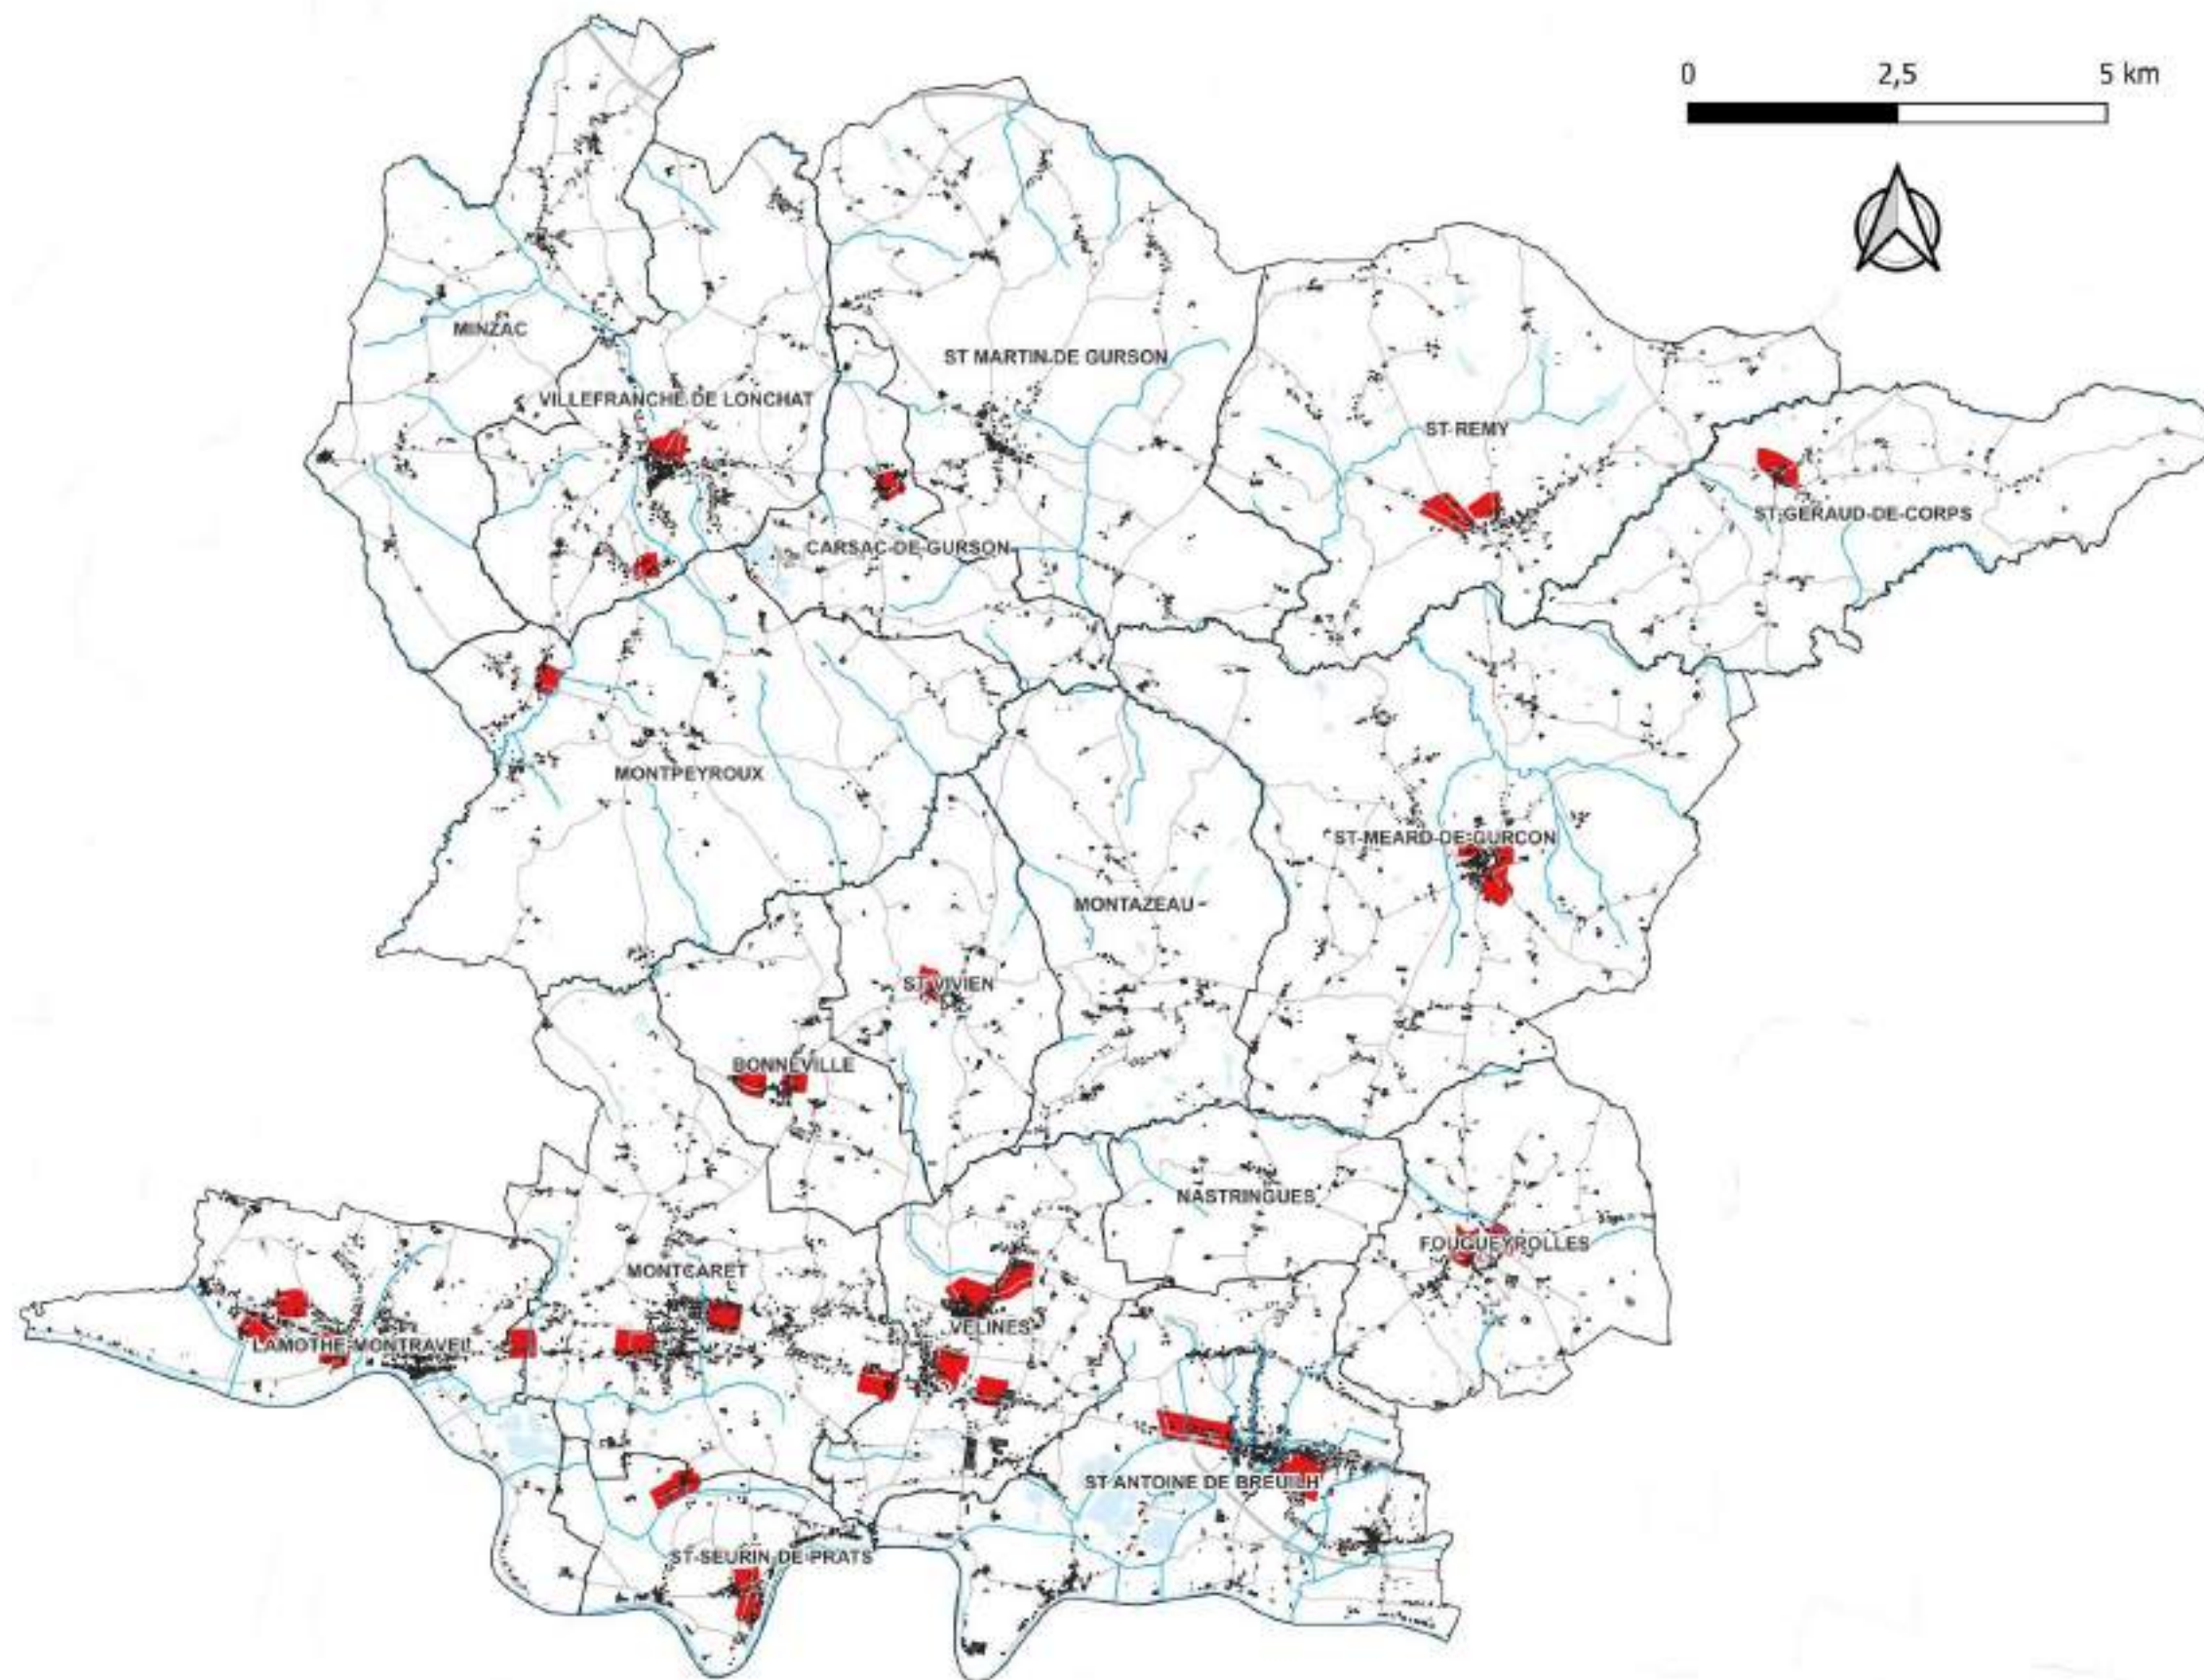 0 2,5 5 km
MINZAC
ST MARTIN-DE GURSON
VILLEFRANCHE DE LONCHAT
ST-REMY
ST-GERAUD-DE-CORPS
CARSAC-DE-GURSON
MONTPEYROUX
ST-MEARD-DE-GURCON
MONTAZEAU
ST-VIVIEN
BONNEVILLE
NASTRINGUES
FOUGUEYROLLES
MONTCARET
VELINES
LAMOTHE-MONTRAVEL
ST ANTOINE DE BREUILH
ST-SEURIN-DE-PRATS